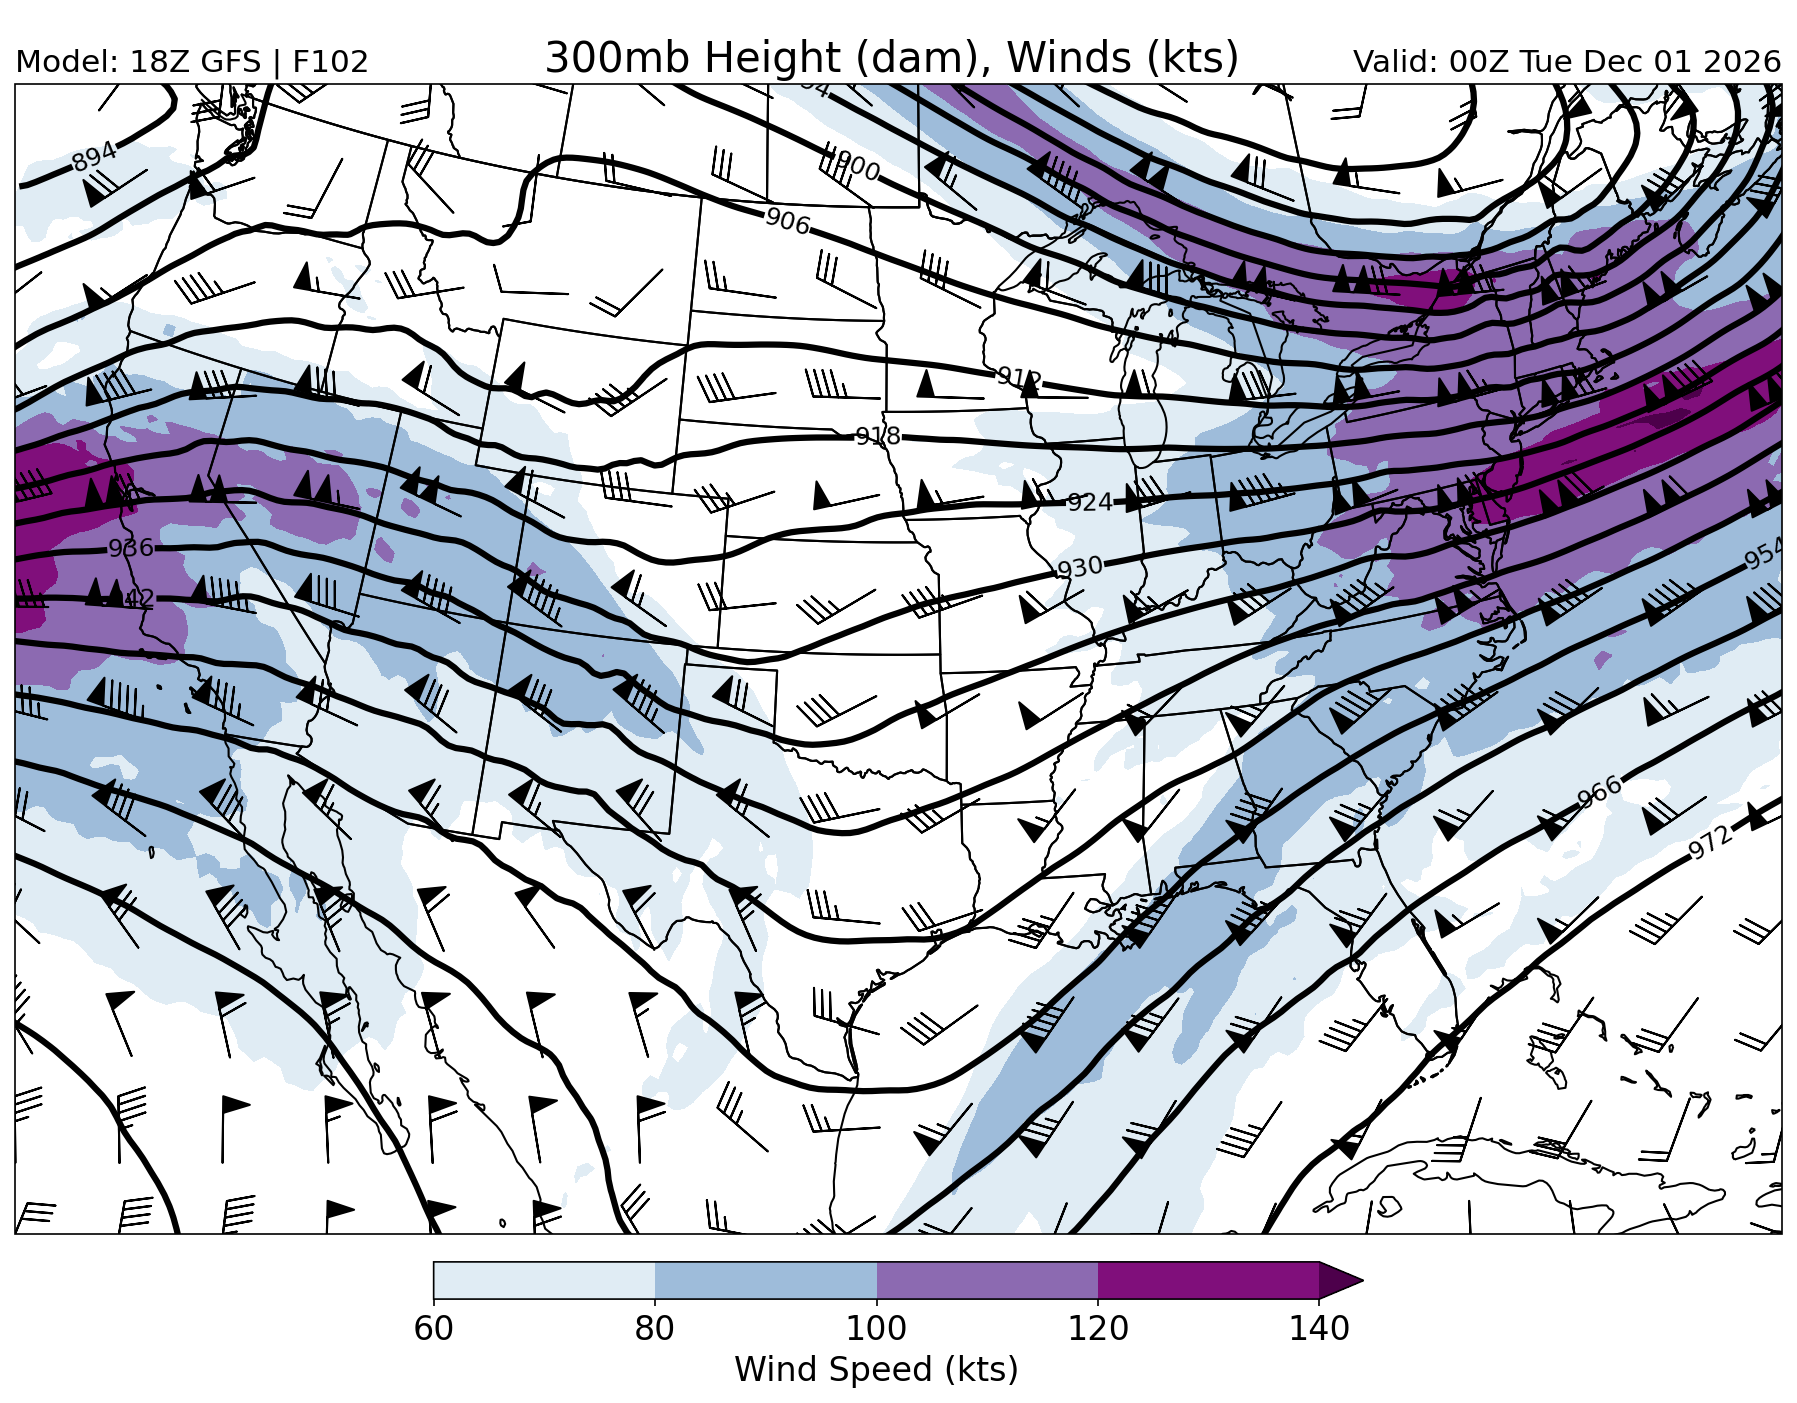 Model: 18Z GFS | F102
300mb Height (dam), Winds (kts)
Valid: 00Z Tue Dec 01 2026
894
900
906
912
918
924
930
936
942
954
966
972
60 80 100 120 140
Wind Speed (kts)